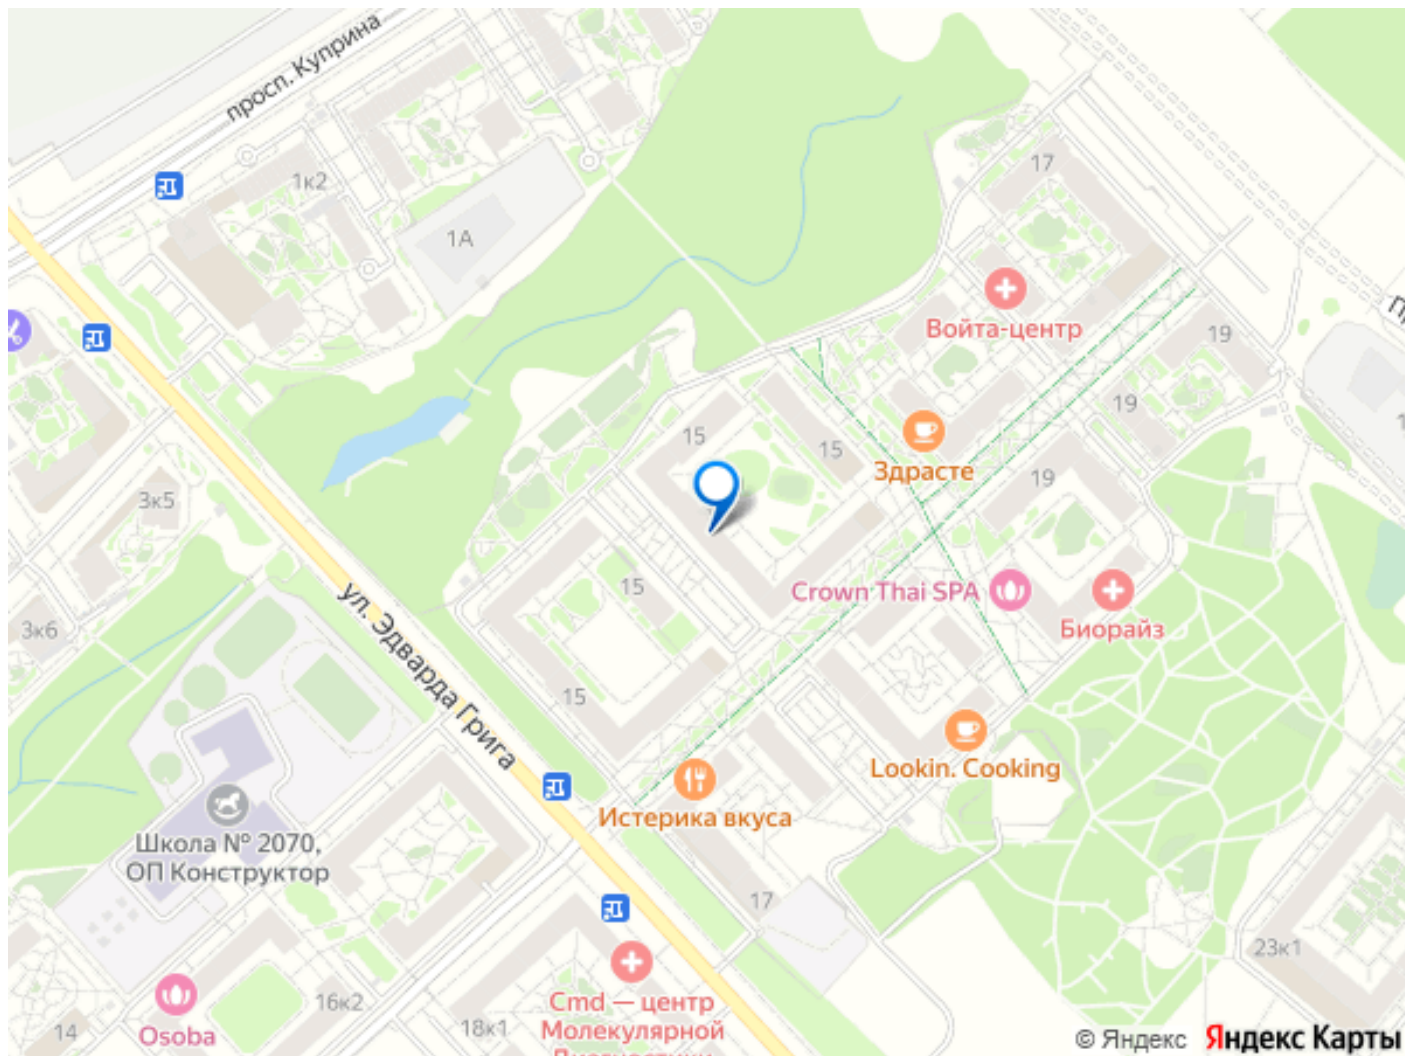 просп. Куприна
1к2
1А
17
Войта-центр
19
19
15
15
Здрасте
19
3к5
15
Crown Thai SPA
Биорайз
3к6
ул. Эдварда Грига
15
Lookin. Cooking
Истерика вкуса
Школа № 2070,
ОП Конструктор
17
23к1
16к2
Cmd — центр
Молекулярной
18к1
Osoba
14
© Яндекс Яндекс Карты